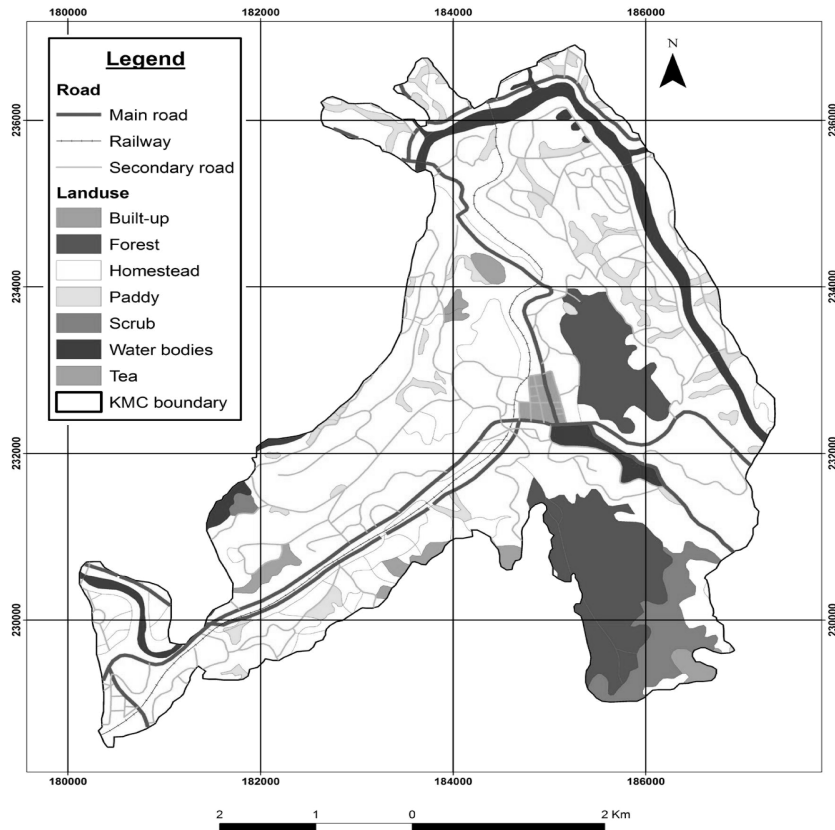 180000 182000 184000 186000
N
Legend
Road
Main road
Railway
Secondary road
Landuse
Built-up
Forest
Homestead
Paddy
Scrub
Water bodies
Tea
KMC boundary
236000 236000
234000 234000
232000 232000
230000 230000
180000 182000 184000 186000
2 1 0 2 Km